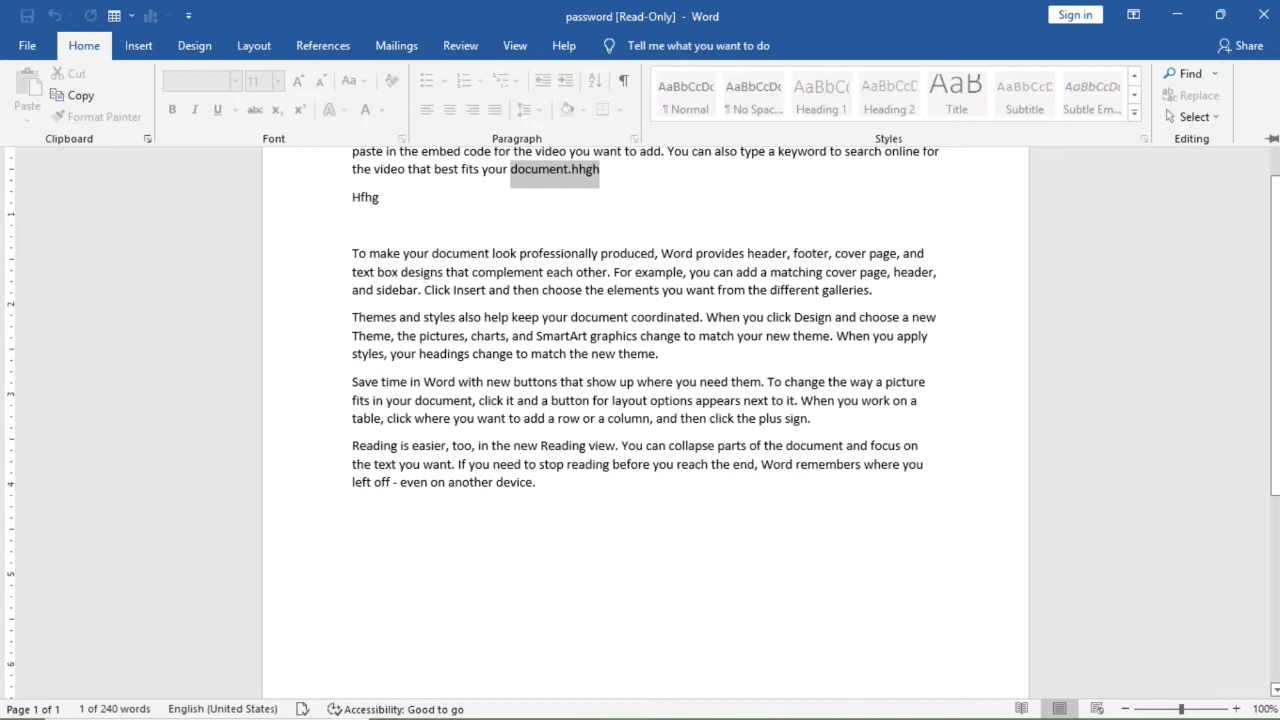 password [Read-Only] - Word
Sign in
File Home Insert Design Layout References Mailings Review View Help Tell me what you want to do Share
Paste
Cut
Copy
Format Painter
Clipboard
11
Aa
B I U abc x₂ x² A A
Font
Paragraph
AaBbCcDc AaBbCcDc AaBbC( AaBbCcE AaB AaBbCcD AaBbCcDt
¶ Normal ¶ No Spac... Heading 1 Heading 2 Title Subtitle Subtle Em...
Styles
Find
Replace
Select
Editing
paste in the embed code for the video you want to add. You can also type a keyword to search online for
the video that best fits your document.hhgh
Hfhg
To make your document look professionally produced, Word provides header, footer, cover page, and
text box designs that complement each other. For example, you can add a matching cover page, header,
and sidebar. Click Insert and then choose the elements you want from the different galleries.
Themes and styles also help keep your document coordinated. When you click Design and choose a new
Theme, the pictures, charts, and SmartArt graphics change to match your new theme. When you apply
styles, your headings change to match the new theme.
Save time in Word with new buttons that show up where you need them. To change the way a picture
fits in your document, click it and a button for layout options appears next to it. When you work on a
table, click where you want to add a row or a column, and then click the plus sign.
Reading is easier, too, in the new Reading view. You can collapse parts of the document and focus on
the text you want. If you need to stop reading before you reach the end, Word remembers where you
left off - even on another device.
1
2
3
4
5
6
Page 1 of 1 1 of 240 words English (United States) Accessibility: Good to go 100%